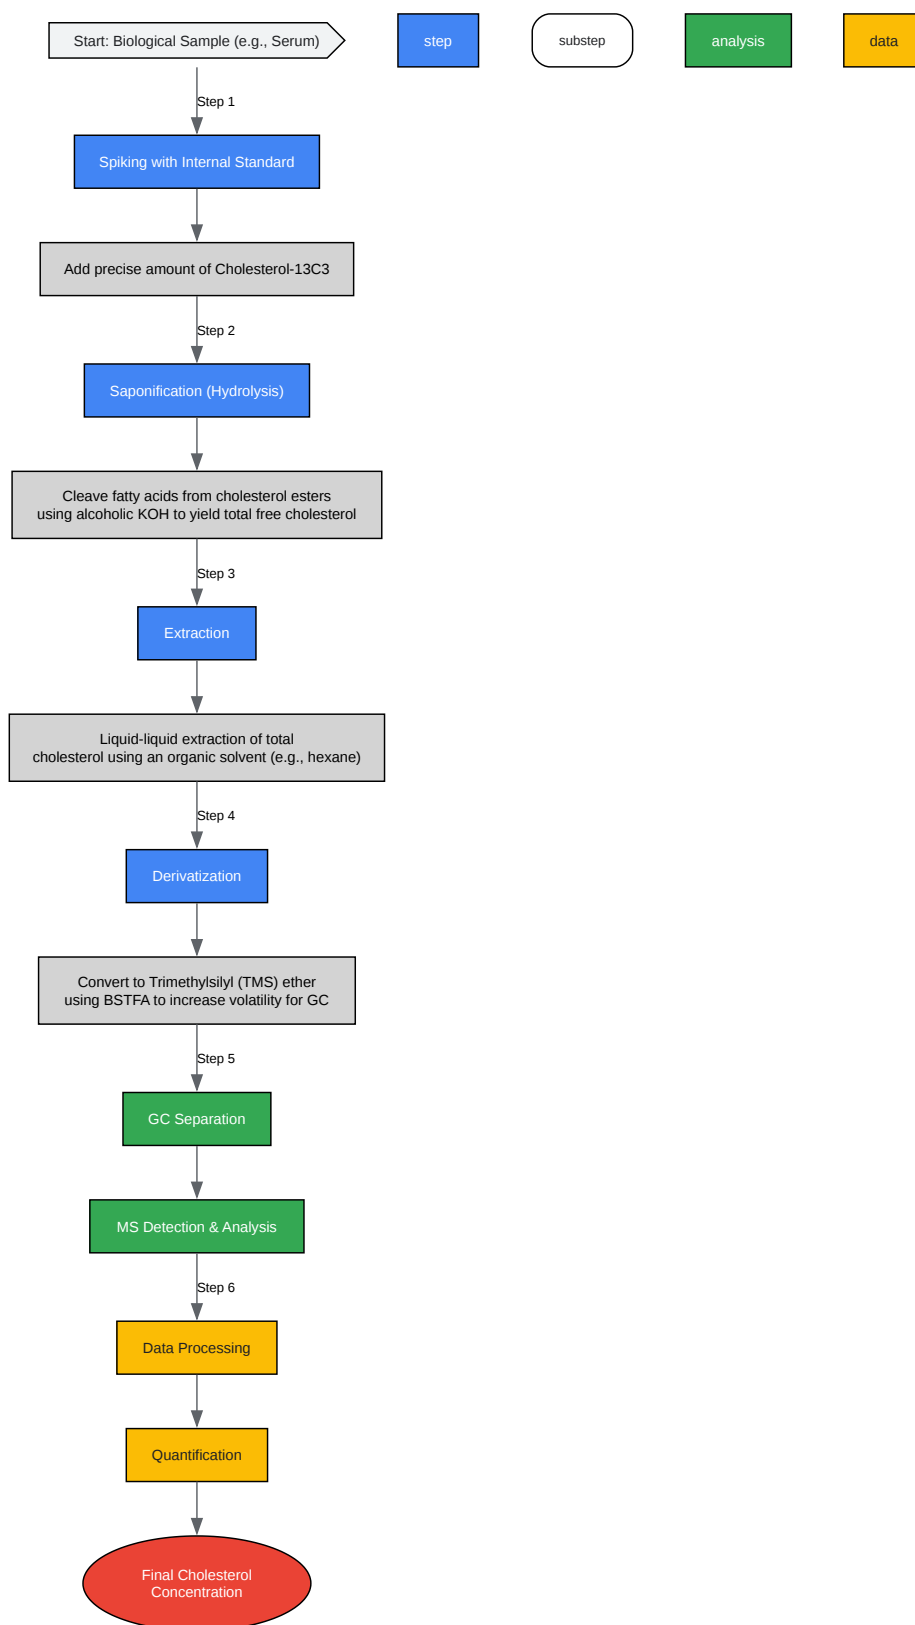 Start: Biological Sample (e.g., Serum)
step
substep
analysis
data
Step 1
Spiking with Internal Standard
Add precise amount of Cholesterol-13C3
Step 2
Saponification (Hydrolysis)
Cleave fatty acids from cholesterol esters
using alcoholic KOH to yield total free cholesterol
Step 3
Extraction
Liquid-liquid extraction of total
cholesterol using an organic solvent (e.g., hexane)
Step 4
Derivatization
Convert to Trimethylsilyl (TMS) ether
using BSTFA to increase volatility for GC
Step 5
GC Separation
MS Detection & Analysis
Step 6
Data Processing
Quantification
Final Cholesterol
Concentration